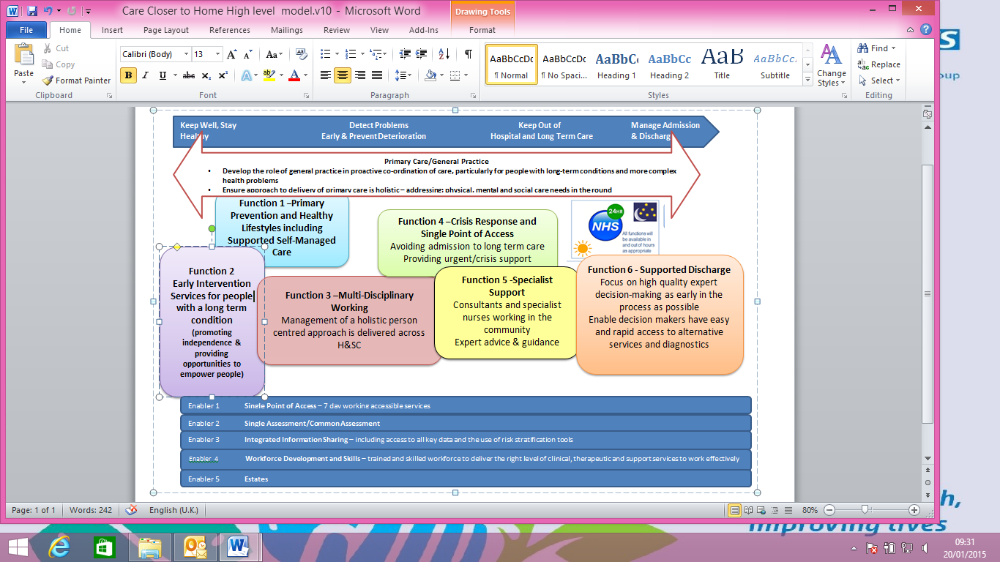 Care Closer to Home High level model.v10 - Microsoft Word
Drawing Tools
File Home Insert Page Layout References Mailings Review View Add-Ins Format
Paste
Cut
Copy
Format Painter
Clipboard
Calibri (Body) 13
Font
Paragraph
AaBbCcDc AaBbCcDc AaBbC AaBbCc AaB AaBbCc.
¶ Normal ¶ No Spaci... Heading 1 Heading 2 Title Subtitle
Change
Styles
Styles
Find
Replace
Select
Editing
Keep Well, Stay
Healthy
Detect Problems
Early & Prevent Deterioration
Keep Out of
Hospital and Long Term Care
Manage Admission
& Discharge
Primary Care/General Practice
• Develop the role of general practice in proactive co-ordination of care, particularly for people with long-term conditions and more complex
health problems
• Ensure approach to delivery of primary care is holistic – addressing: physical, mental and social care needs in the round
Function 1 –Primary
Prevention and Healthy
Lifestyles including
Supported Self-Managed
Care
Function 4 –Crisis Response and
Single Point of Access
Avoiding admission to long term care
Providing urgent/crisis support
24HR
NHS
All functions will
be available in
and out of hours
as appropriate
Function 2
Early Intervention
Services for people
with a long term
condition
(promoting
independence &
providing
opportunities to
empower people)
Function 3 –Multi-Disciplinary
Working
Management of a holistic person
centred approach is delivered across
H&SC
Function 5 -Specialist
Support
Consultants and specialist
nurses working in the
community
Expert advice & guidance
Function 6 - Supported Discharge
Focus on high quality expert
decision-making as early in the
process as possible
Enable decision makers have easy
and rapid access to alternative
services and diagnostics
Enabler 1 Single Point of Access – 7 day working accessible services
Enabler 2 Single Assessment/Common Assessment
Enabler 3 Integrated Information Sharing – including access to all key data and the use of risk stratification tools
Enabler 4 Workforce Development and Skills – trained and skilled workforce to deliver the right level of clinical, therapeutic and support services to work effectively
Enabler 5 Estates
Page: 1 of 1 Words: 242 English (U.K.) 80%
improving lives
09:31
20/01/2015